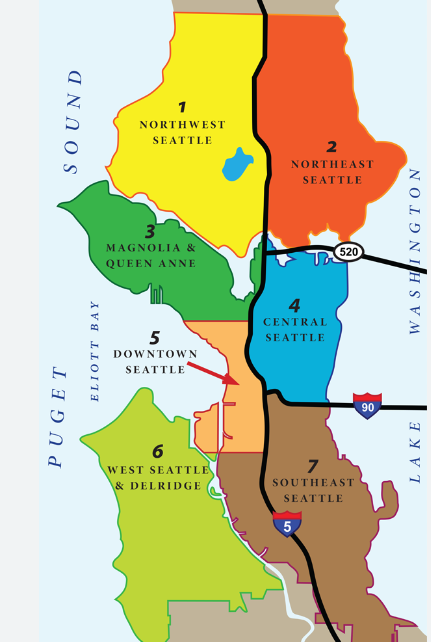 1
NORTHWEST
SEATTLE
2
NORTHEAST
SEATTLE
3
MAGNOLIA &
QUEEN ANNE
520
4
CENTRAL
SEATTLE
5
DOWNTOWN
SEATTLE
90
6
WEST SEATTLE
& DELRIDGE
7
SOUTHEAST
SEATTLE
5
PUGET SOUND
ELIOTT BAY
LAKE WASHINGTON